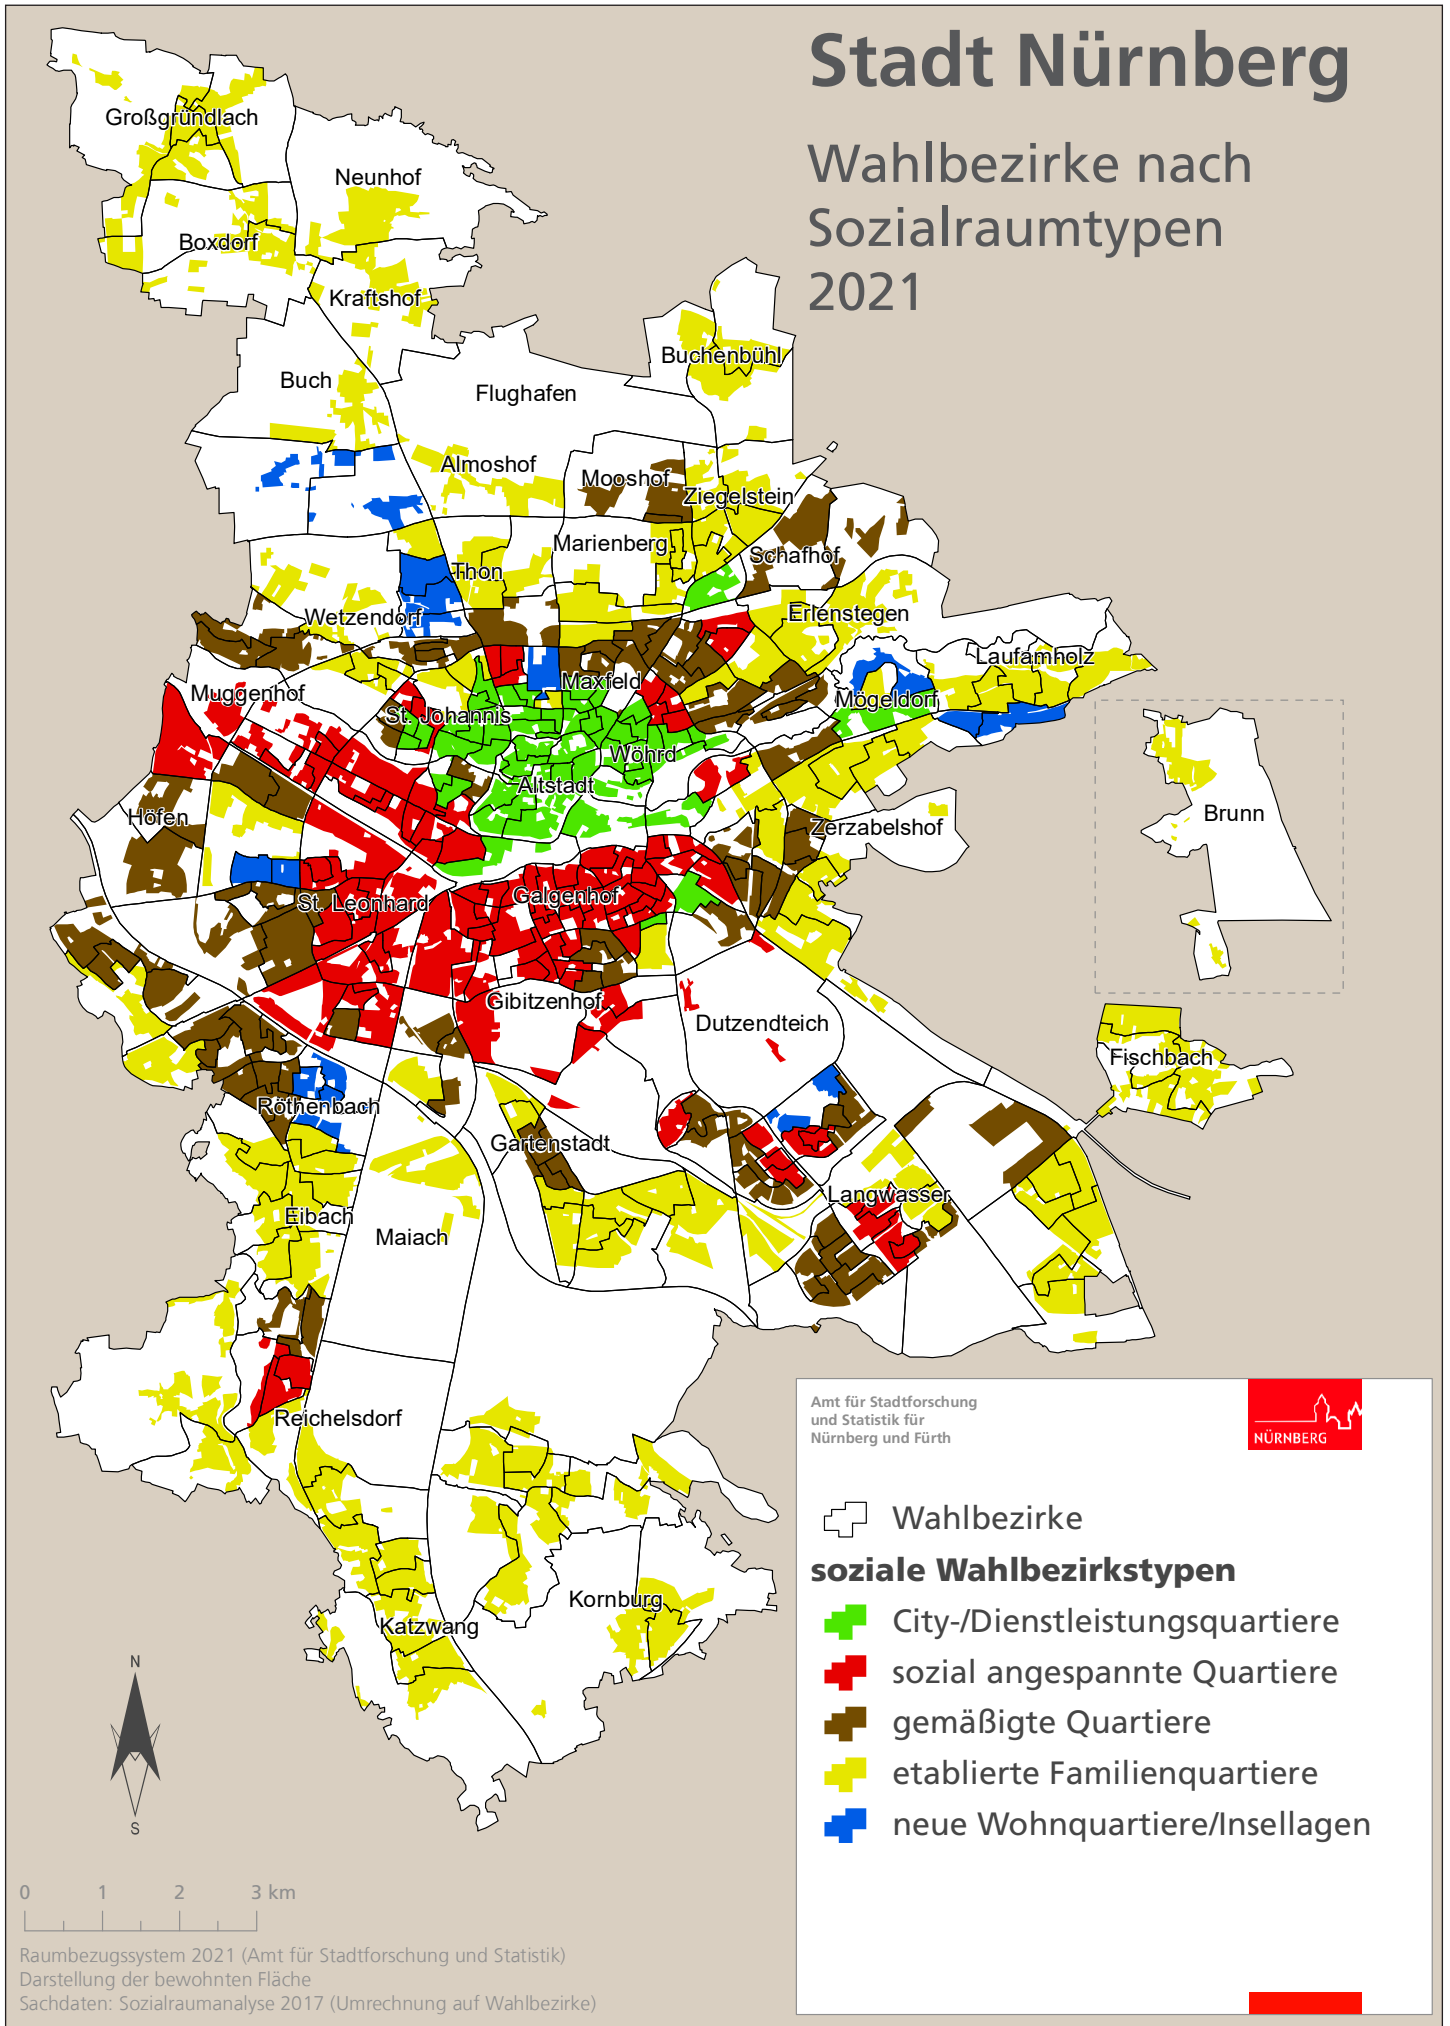 Stadt Nürnberg
Wahlbezirke nach
Sozialraumtypen
2021
Großgründlach
Neunhof
Boxdorf
Kraftshof
Buchenbühl
Buch
Flughafen
Almoshof
Mooshof
Ziegelstein
Marienberg
Schafhof
Thon
Wetzendorf
Erlenstegen
Laufamholz
Maxfeld
Muggenhof
Mögeldorf
St. Johannis
Wöhrd
Altstadt
Brunn
Höfen
Zerzabelshof
St. Leonhard
Galgenhof
Gibitzenhof
Dutzendteich
Fischbach
Röthenbach
Gartenstadt
Langwasser
Eibach
Maiach
Reichelsdorf
Kornburg
Katzwang
Amt für Stadtforschung
und Statistik für
Nürnberg und Fürth
NÜRNBERG
Wahlbezirke
soziale Wahlbezirkstypen
City-/Dienstleistungsquartiere
sozial angespannte Quartiere
gemäßigte Quartiere
etablierte Familienquartiere
neue Wohnquartiere/Insellagen
N
S
0 1 2 3 km
Raumbezugssystem 2021 (Amt für Stadtforschung und Statistik)
Darstellung der bewohnten Fläche
Sachdaten: Sozialraumanalyse 2017 (Umrechnung auf Wahlbezirke)